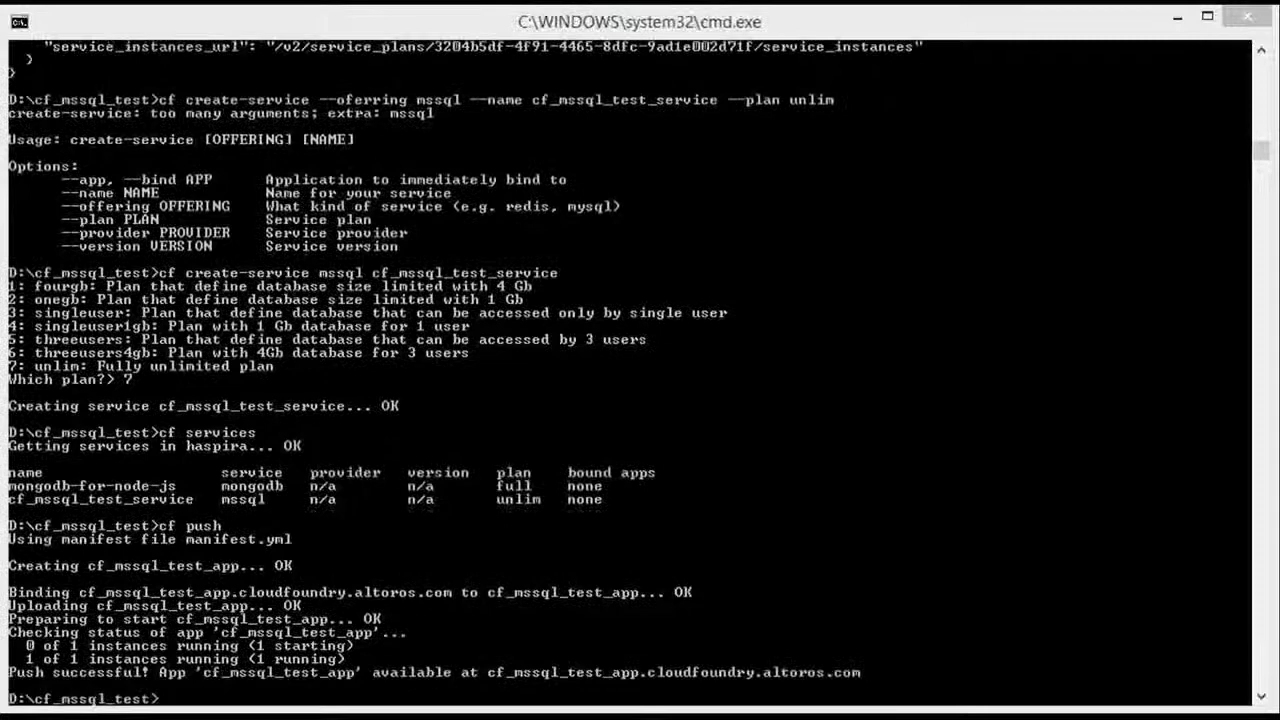 C:\WINDOWS\system32\cmd.exe
"service_instances_url": "/v2/service_plans/3204b5df-4f91-4465-8dfc-9ad1e002d71f/service_instances"
}
}
D:\cf_mssql_test>cf create-service --oferring mssql --name cf_mssql_test_service --plan unlim
create-service: too many arguments; extra: mssql
Usage: create-service [OFFERING] [NAME]
Options:
--app, --bind APP Application to immediately bind to
--name NAME Name for your service
--offering OFFERING What kind of service (e.g. redis, mysql)
--plan PLAN Service plan
--provider PROVIDER Service provider
--version VERSION Service version
D:\cf_mssql_test>cf create-service mssql cf_mssql_test_service
1: fourgb: Plan that define database size limited with 4 Gb
2: onegb: Plan that define database size limited with 1 Gb
3: singleuser: Plan that define database that can be accessed only by single user
4: singleuser1gb: Plan with 1 Gb database for 1 user
5: threeusers: Plan that define database that can be accessed by 3 users
6: threeusers4gb: Plan with 4Gb database for 3 users
7: unlim: Fully unlimited plan
Which plan?> 7
Creating service cf_mssql_test_service... OK
D:\cf_mssql_test>cf services
Getting services in haspira... OK
name service provider version plan bound apps
mongodb-for-node-js mongodb n/a n/a full none
cf_mssql_test_service mssql n/a n/a unlim none
D:\cf_mssql_test>cf push
Using manifest file manifest.yml
Creating cf_mssql_test_app... OK
Binding cf_mssql_test_app.cloudfoundry.altoros.com to cf_mssql_test_app... OK
Uploading cf_mssql_test_app... OK
Preparing to start cf_mssql_test_app... OK
Checking status of app 'cf_mssql_test_app'...
0 of 1 instances running (1 starting)
1 of 1 instances running (1 running)
Push successful! App 'cf_mssql_test_app' available at cf_mssql_test_app.cloudfoundry.altoros.com
D:\cf_mssql_test>